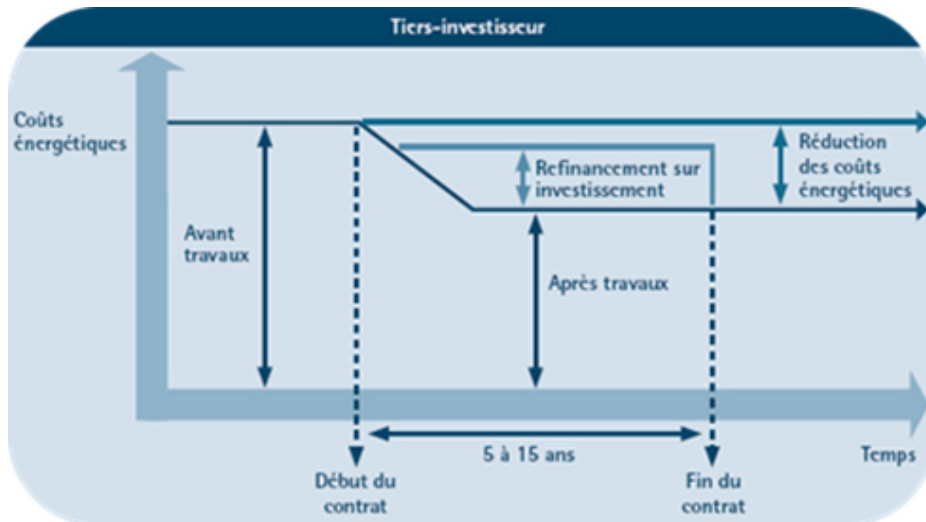 Tiers-investisseur
Coûts
énergétiques
Réduction
des coûts
énergétiques
Refinancement sur
investissement
Avant
travaux
Après travaux
5 à 15 ans
Temps
Début du
contrat
Fin du
contrat